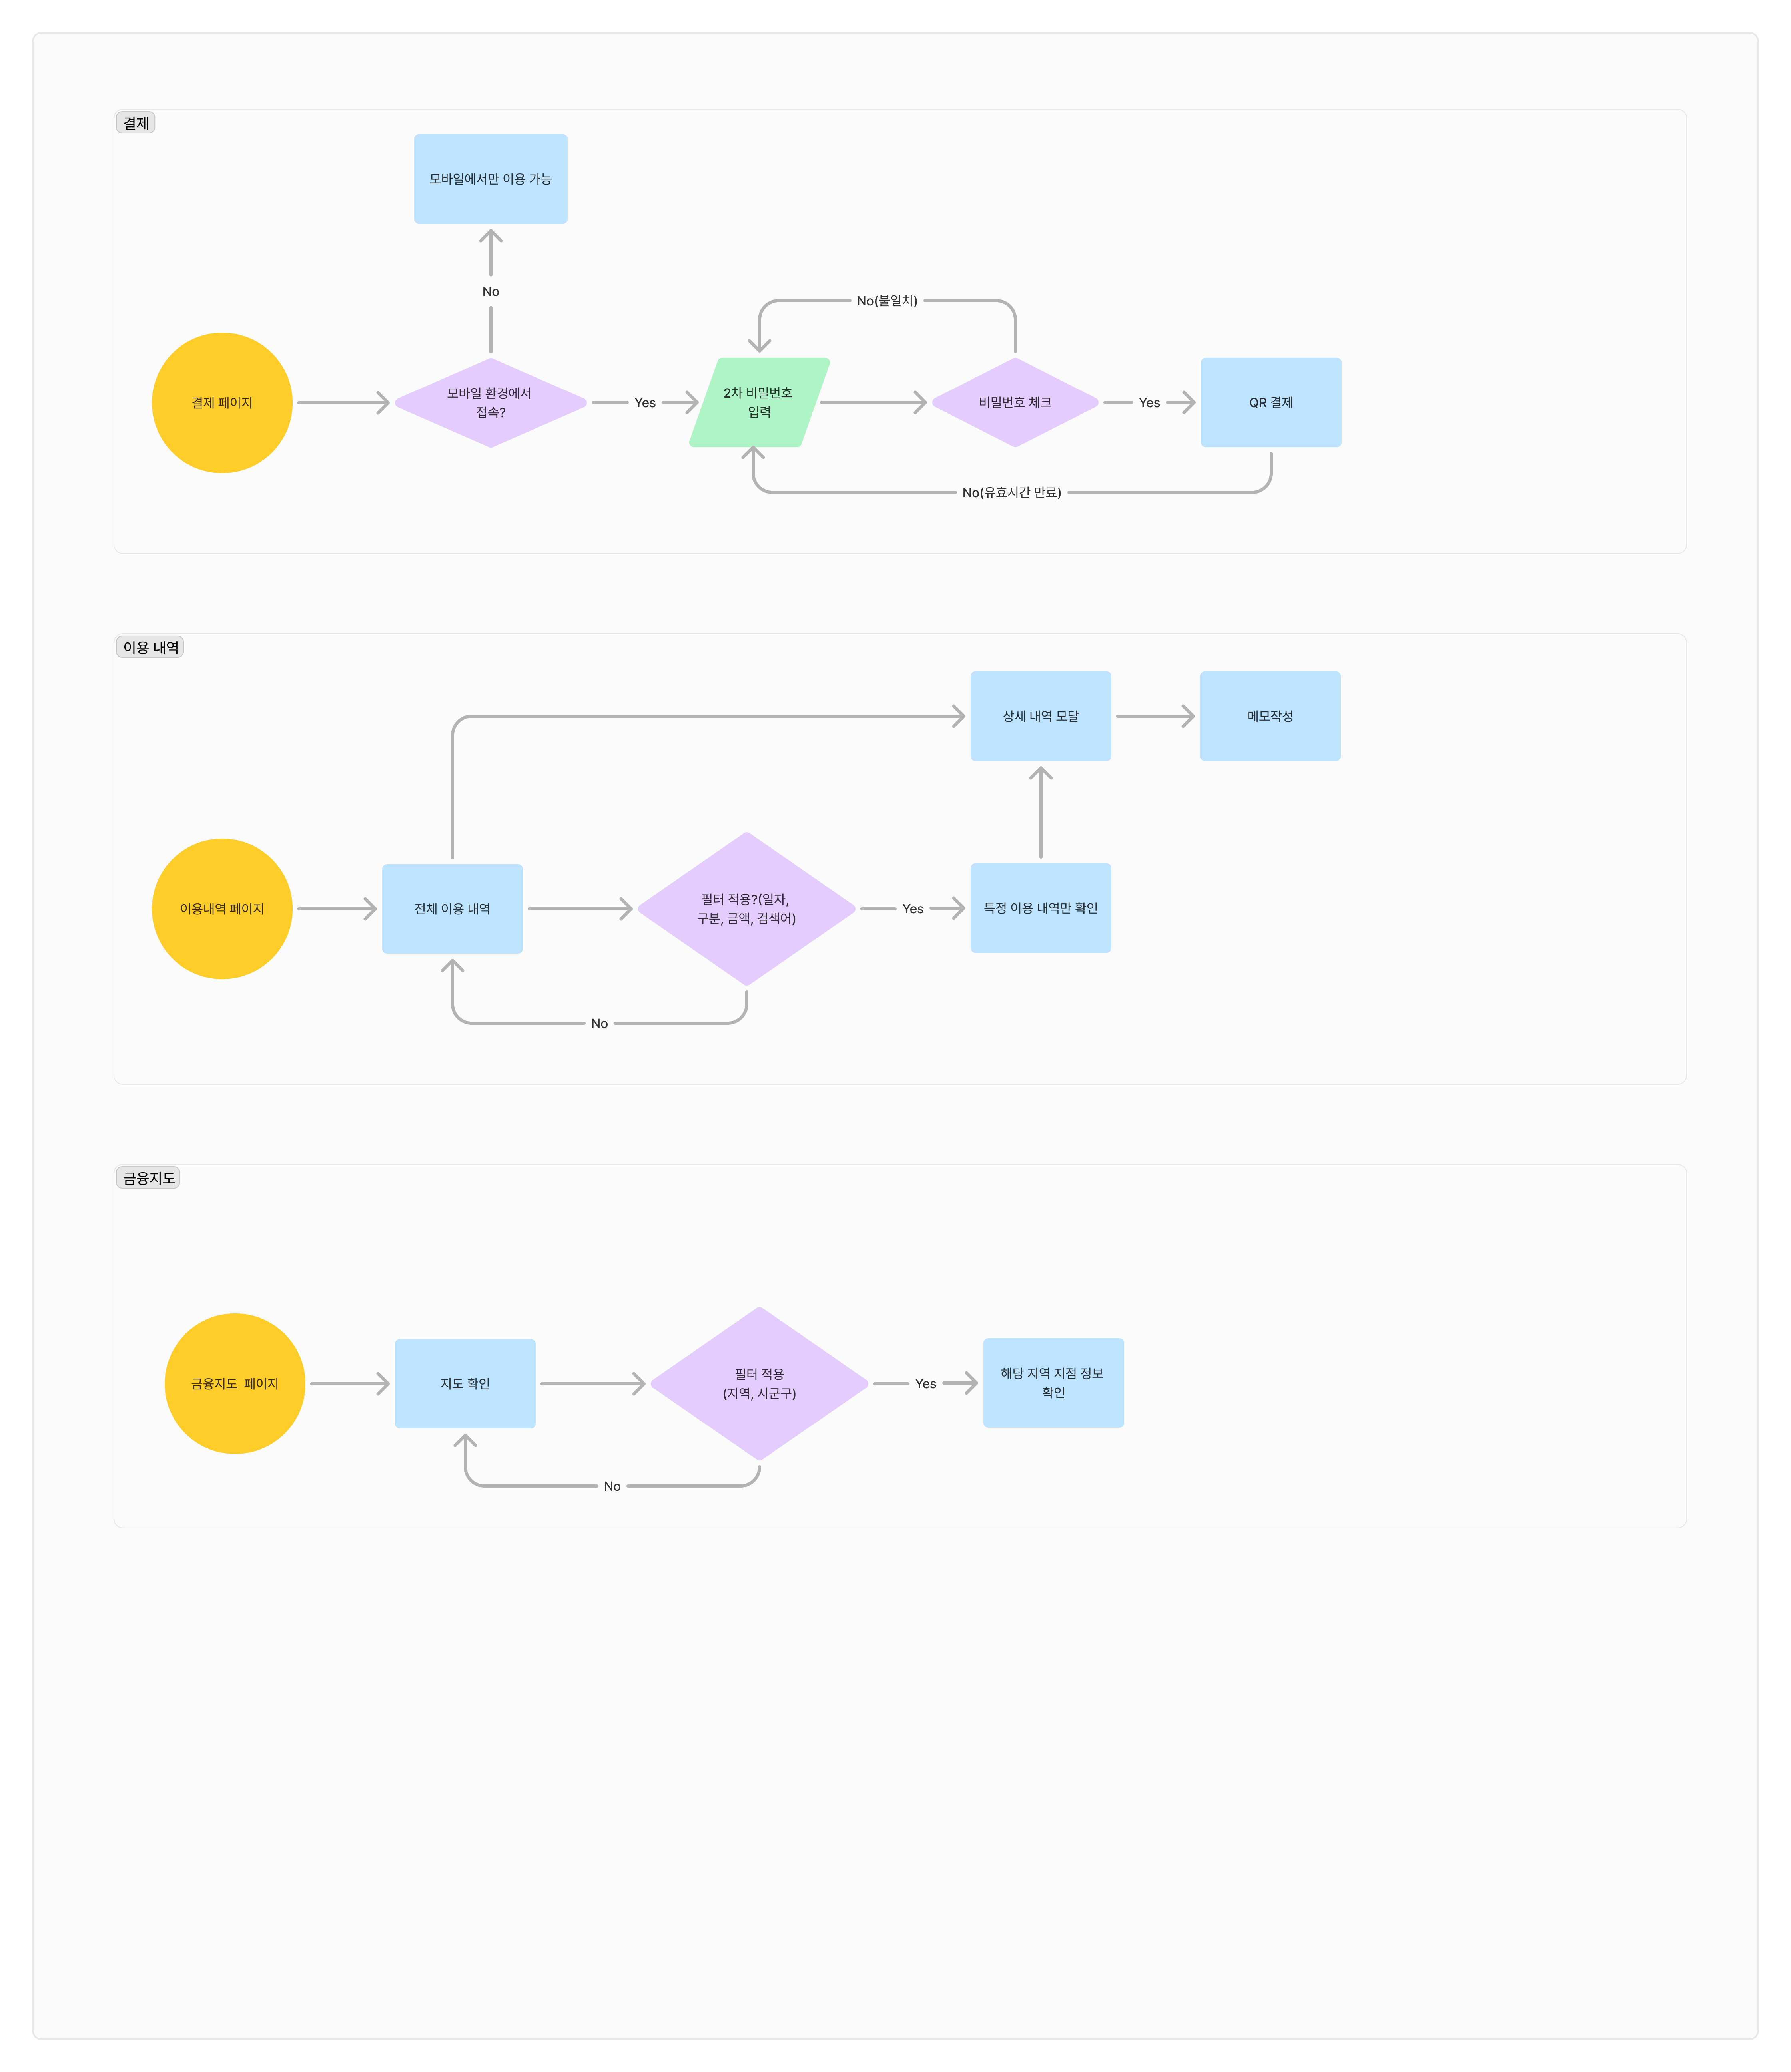 결제
모바일에서만 이용 가능
No
No(불일치)
결제 페이지
모바일 환경에서
접속?
Yes
2차 비밀번호
입력
비밀번호 체크
Yes
QR 결제
No(유효시간 만료)
이용 내역
상세 내역 모달
메모작성
이용내역 페이지
전체 이용 내역
필터 적용?(일자,
구분, 금액, 검색어)
Yes
특정 이용 내역만 확인
No
금융지도
금융지도 페이지
지도 확인
필터 적용
(지역, 시군구)
Yes
해당 지역 지점 정보
확인
No